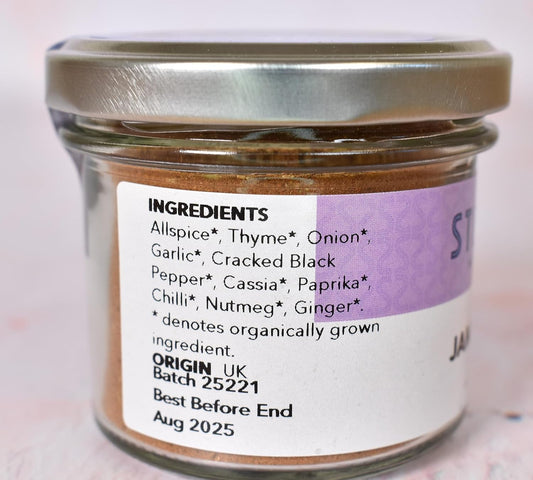 INGREDIENTS
Allspice*, Thyme*, Onion*,
Garlic*, Cracked Black
Pepper*, Cassia*, Paprika*,
Chilli*, Nutmeg*, Ginger*.
* denotes organically grown
ingredient.
ORIGIN UK
Batch 25221
Best Before End
Aug 2025